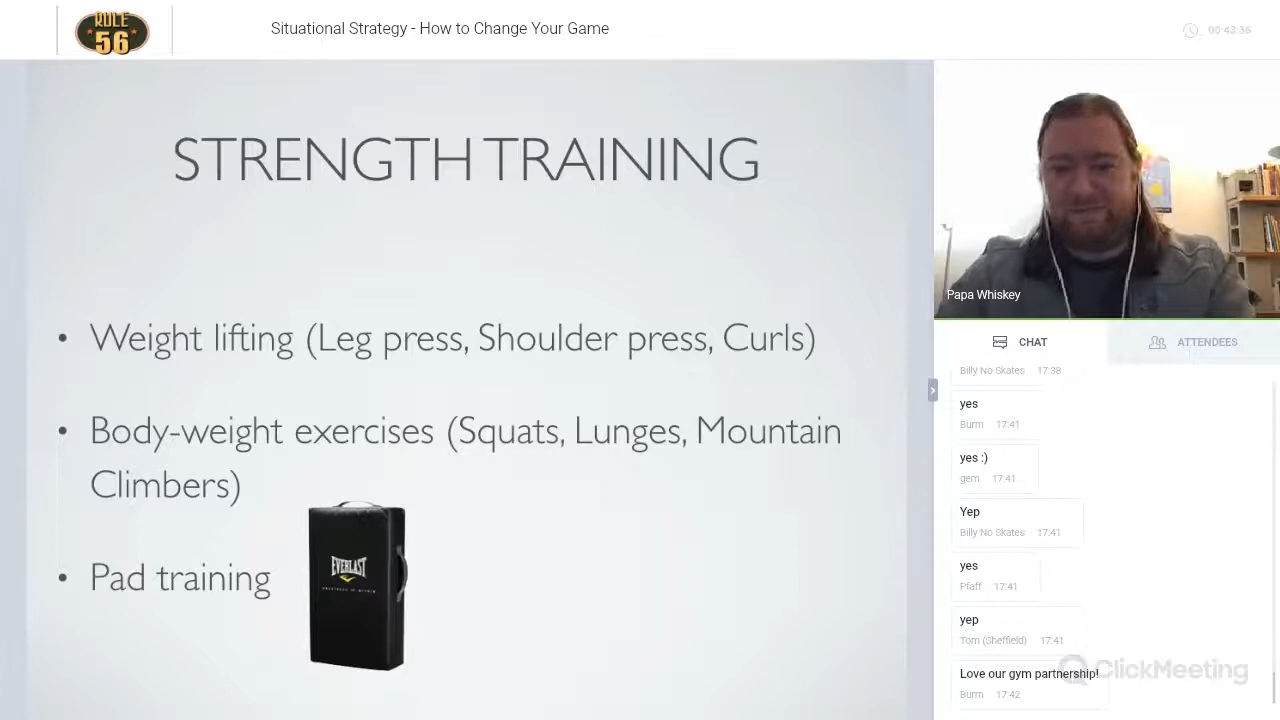 RULE
56
Situational Strategy - How to Change Your Game
00:43:36
STRENGTH TRAINING
• Weight lifting (Leg press, Shoulder press, Curls)
• Body-weight exercises (Squats, Lunges, Mountain
Climbers)
• Pad training
EVERLAST
Papa Whiskey
CHAT
ATTENDEES
Billy No Skates 17:38
yes
Burm 17:41
yes :)
gem 17:41
Yep
Billy No Skates 17:41
yes
Pfaff 17:41
yep
Tom (Sheffield) 17:41
Love our gym partnership!
Burm 17:42
ClickMeeting